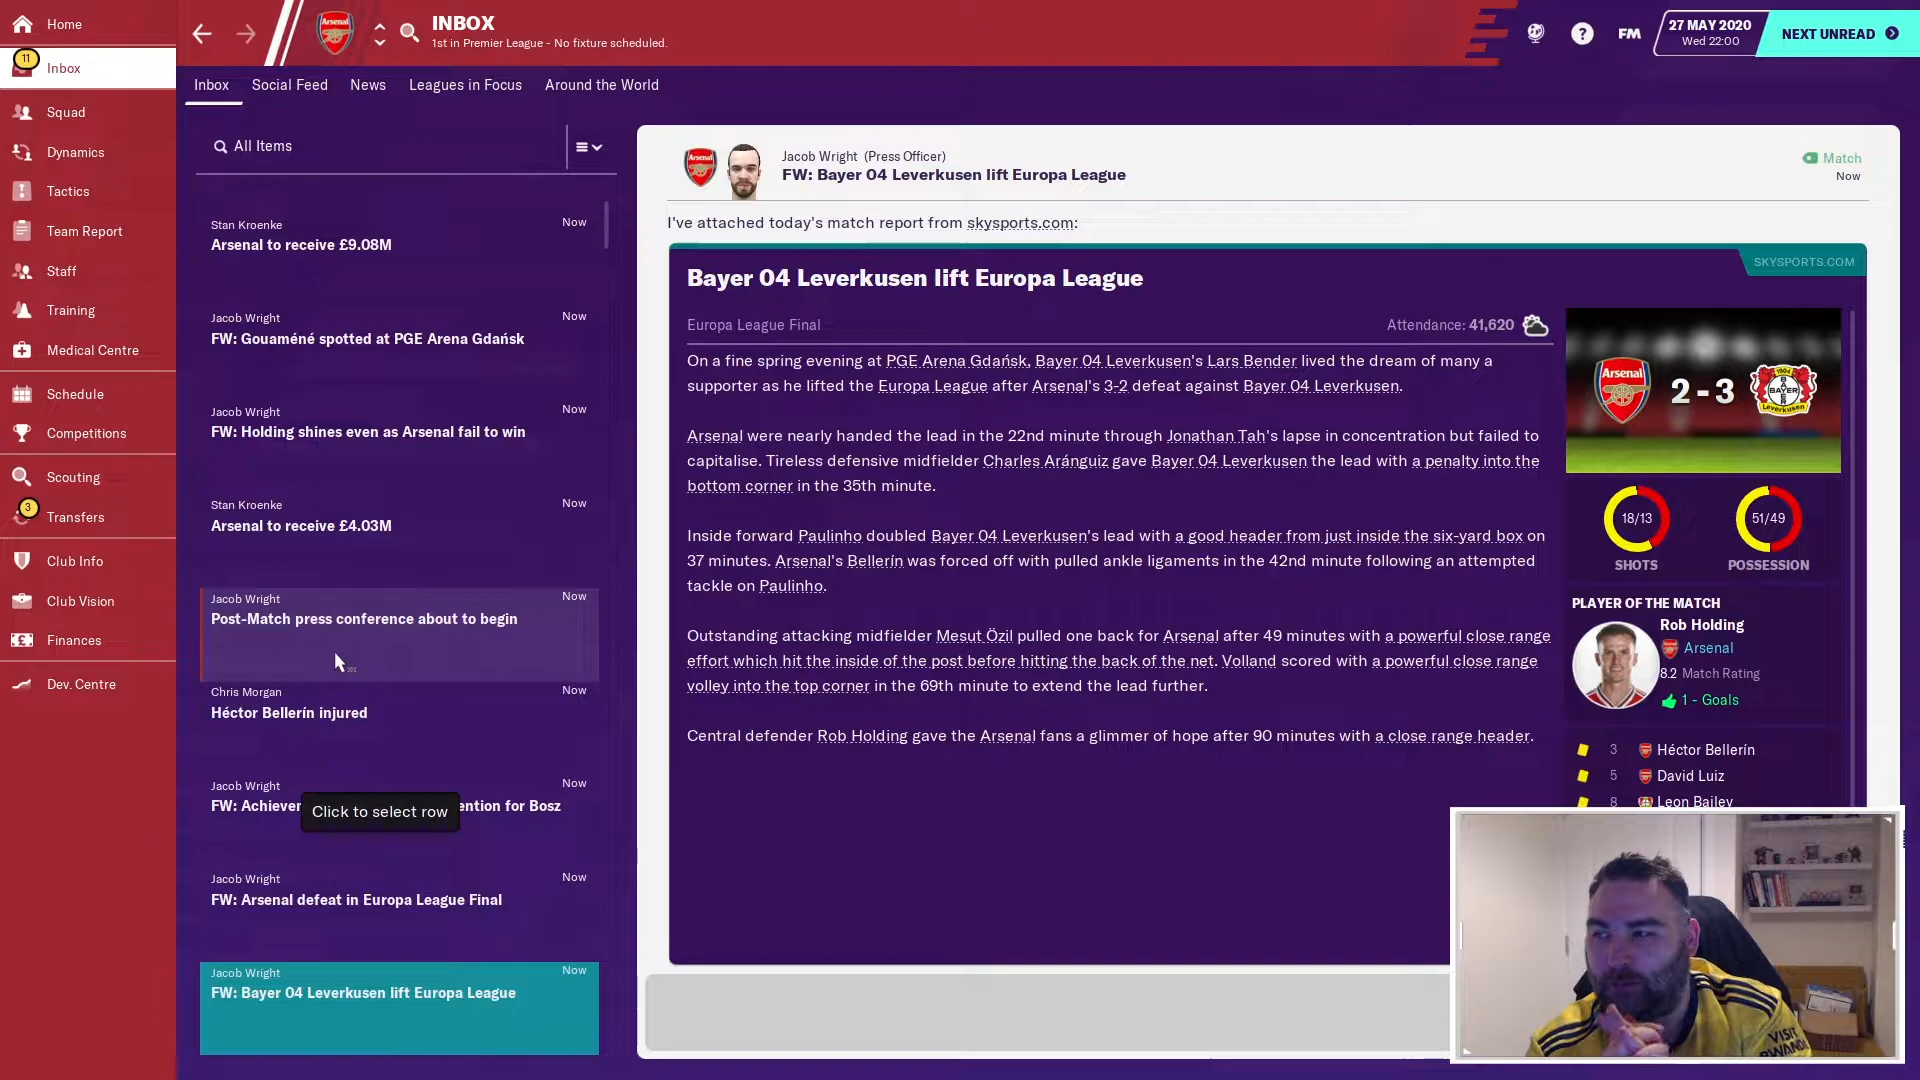 Home
11
Inbox
Squad
Dynamics
Tactics
Team Report
Staff
Training
Medical Centre
Schedule
Competitions
Scouting
3
Transfers
Club Info
Club Vision
Finances
Dev. Centre
Arsenal
INBOX
1st in Premier League - No fixture scheduled.
?
FM
27 MAY 2020
Wed 22:00
NEXT UNREAD
Inbox Social Feed News Leagues in Focus Around the World
All Items
Stan Kroenke Now
Arsenal to receive £9.08M
Jacob Wright Now
FW: Gouaméné spotted at PGE Arena Gdańsk
Jacob Wright Now
FW: Holding shines even as Arsenal fail to win
Stan Kroenke Now
Arsenal to receive £4.03M
Jacob Wright Now
Post-Match press conference about to begin
Chris Morgan Now
Héctor Bellerín injured
Jacob Wright Now
FW: Achiever ention for Bosz
Click to select row
Jacob Wright Now
FW: Arsenal defeat in Europa League Final
Jacob Wright Now
FW: Bayer 04 Leverkusen lift Europa League
Arsenal
Jacob Wright (Press Officer)
FW: Bayer 04 Leverkusen lift Europa League
Match
Now
I've attached today's match report from skysports.com:
SKYSPORTS.COM
Bayer 04 Leverkusen lift Europa League
Europa League Final Attendance: 41,620
On a fine spring evening at PGE Arena Gdańsk, Bayer 04 Leverkusen's Lars Bender lived the dream of many a
supporter as he lifted the Europa League after Arsenal's 3-2 defeat against Bayer 04 Leverkusen.
Arsenal were nearly handed the lead in the 22nd minute through Jonathan Tah's lapse in concentration but failed to
capitalise. Tireless defensive midfielder Charles Aránguiz gave Bayer 04 Leverkusen the lead with a penalty into the
bottom corner in the 35th minute.
Inside forward Paulinho doubled Bayer 04 Leverkusen's lead with a good header from just inside the six-yard box on
37 minutes. Arsenal's Bellerín was forced off with pulled ankle ligaments in the 42nd minute following an attempted
tackle on Paulinho.
Outstanding attacking midfielder Mesut Özil pulled one back for Arsenal after 49 minutes with a powerful close range
effort which hit the inside of the post before hitting the back of the net. Volland scored with a powerful close range
volley into the top corner in the 69th minute to extend the lead further.
Central defender Rob Holding gave the Arsenal fans a glimmer of hope after 90 minutes with a close range header.
Arsenal
2 - 3
1904
BAYER
Leverkusen
18/13
SHOTS
51/49
POSSESSION
PLAYER OF THE MATCH
Rob Holding
Arsenal
8.2 Match Rating
1 - Goals
3 Héctor Bellerín
5 David Luiz
8 Leon Bailey
VISIT
RWANDA